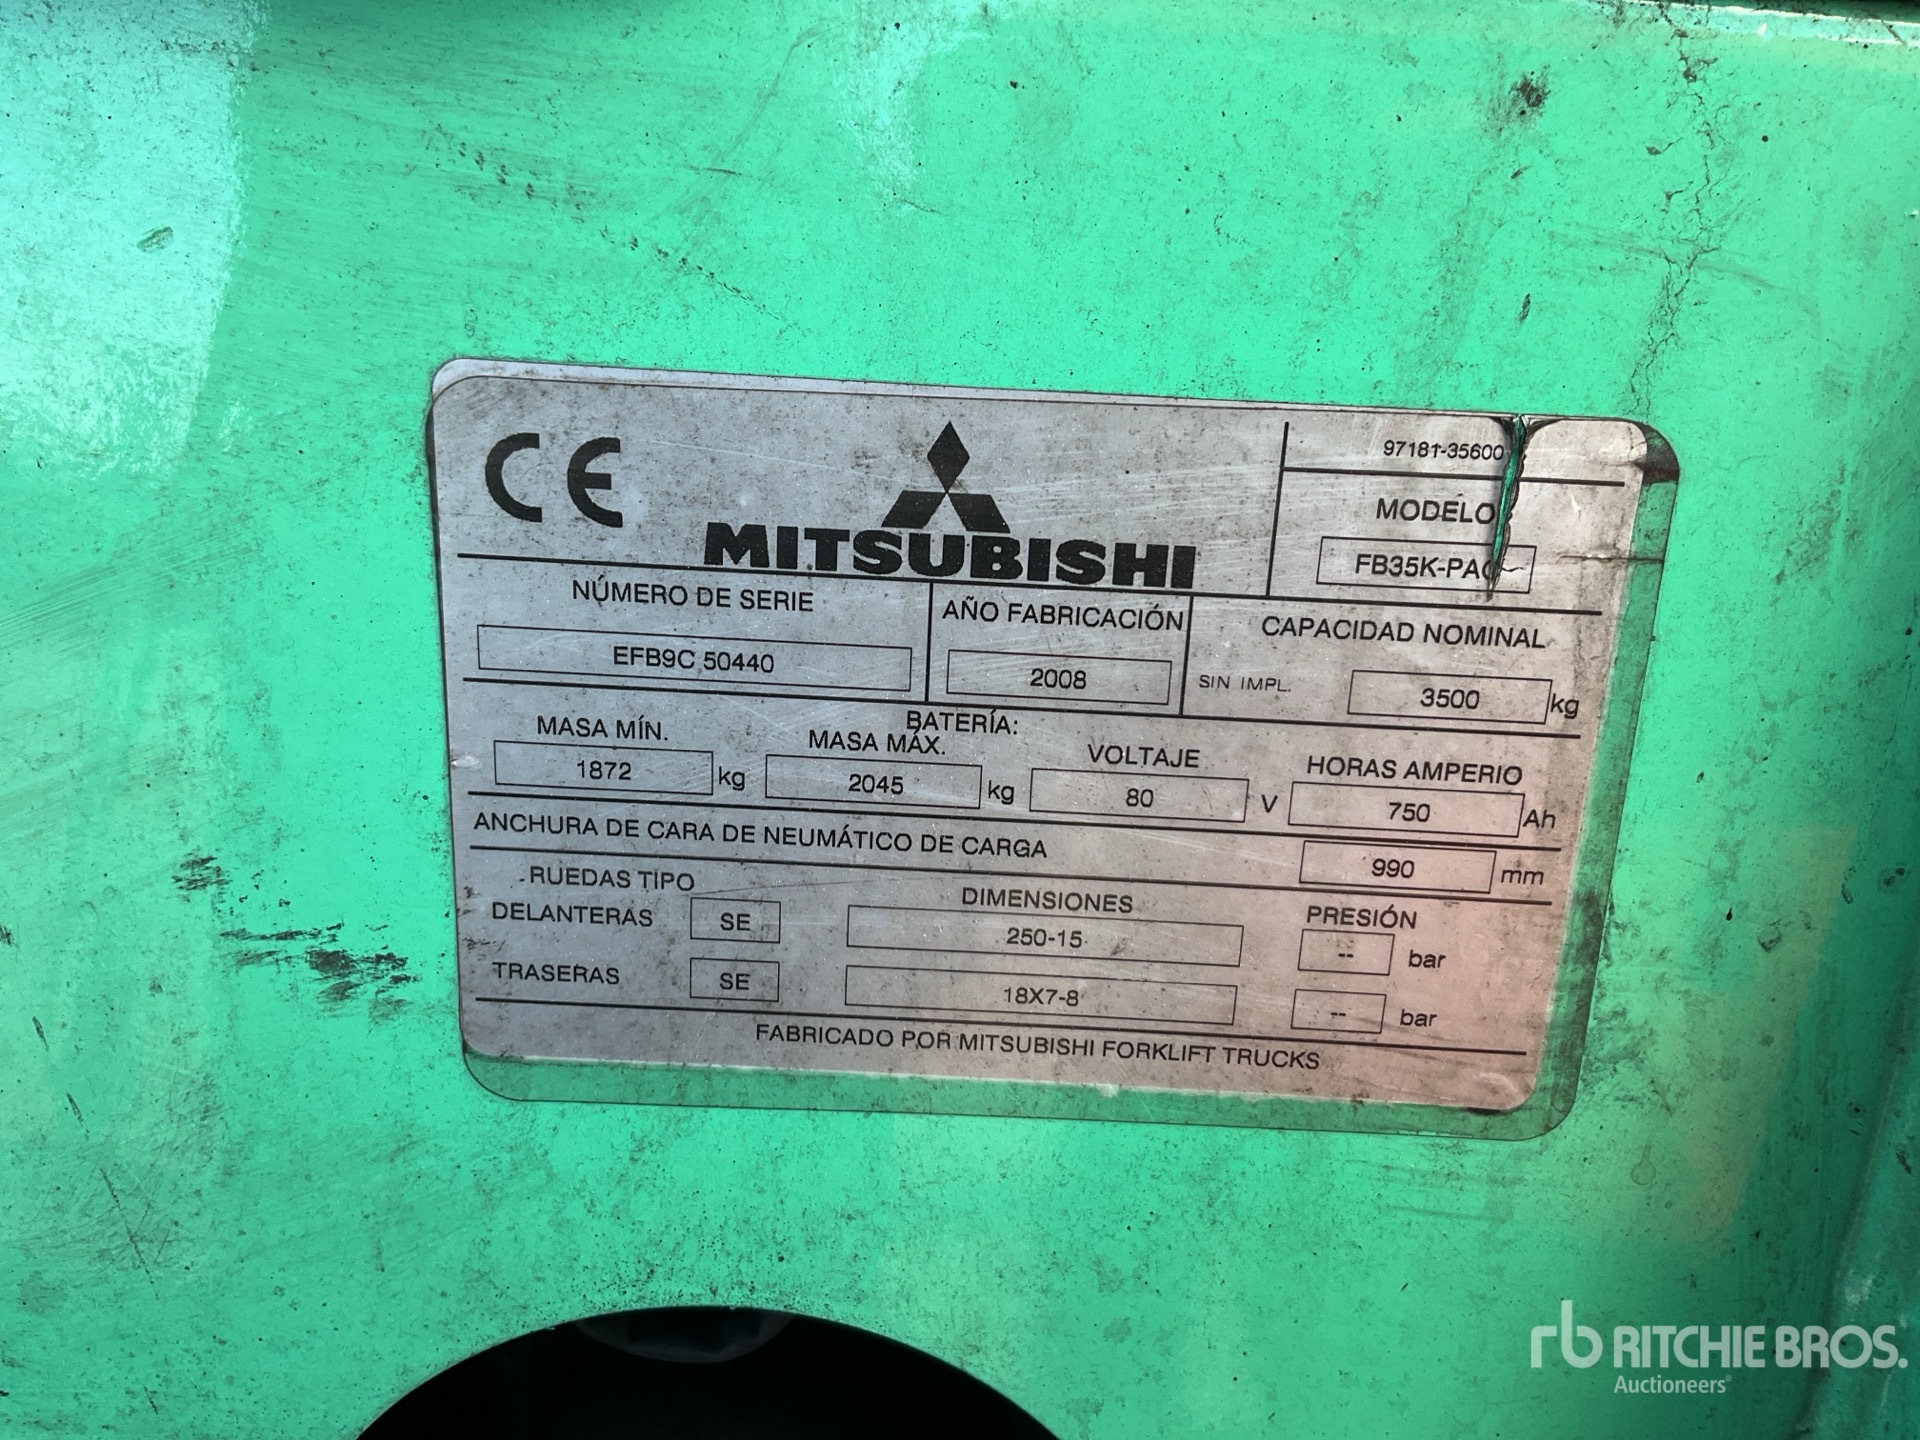 CE
MITSUBISHI
97181-35600
MODELO
NÚMERO DE SERIE
EFB9C 50440
AÑO FABRICACIÓN
2008
CAPACIDAD NOMINAL
SIN IMPL. 3500 kg
BATERÍA:
MASA MÍN. MASA MÁX. VOLTAJE HORAS AMPERIO
1872 kg 2045 kg 80 V 750 Ah
ANCHURA DE CARA DE NEUMÁTICO DE CARGA 990 mm
RUEDAS TIPO DIMENSIONES PRESIÓN
DELANTERAS SE 250-15 -- bar
TRASERAS SE 18X7-8 -- bar
FABRICADO POR MITSUBISHI FORKLIFT TRUCKS
rb RITCHIE BROS.
Auctioneers